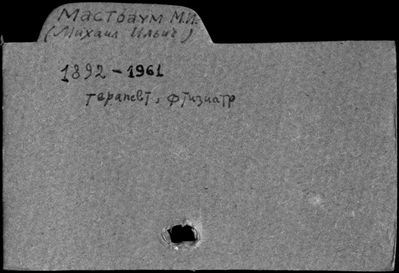 Мастбаум М.И.
(Михаил Ильич)
1892 – 1961
терапевт, фтизиатр